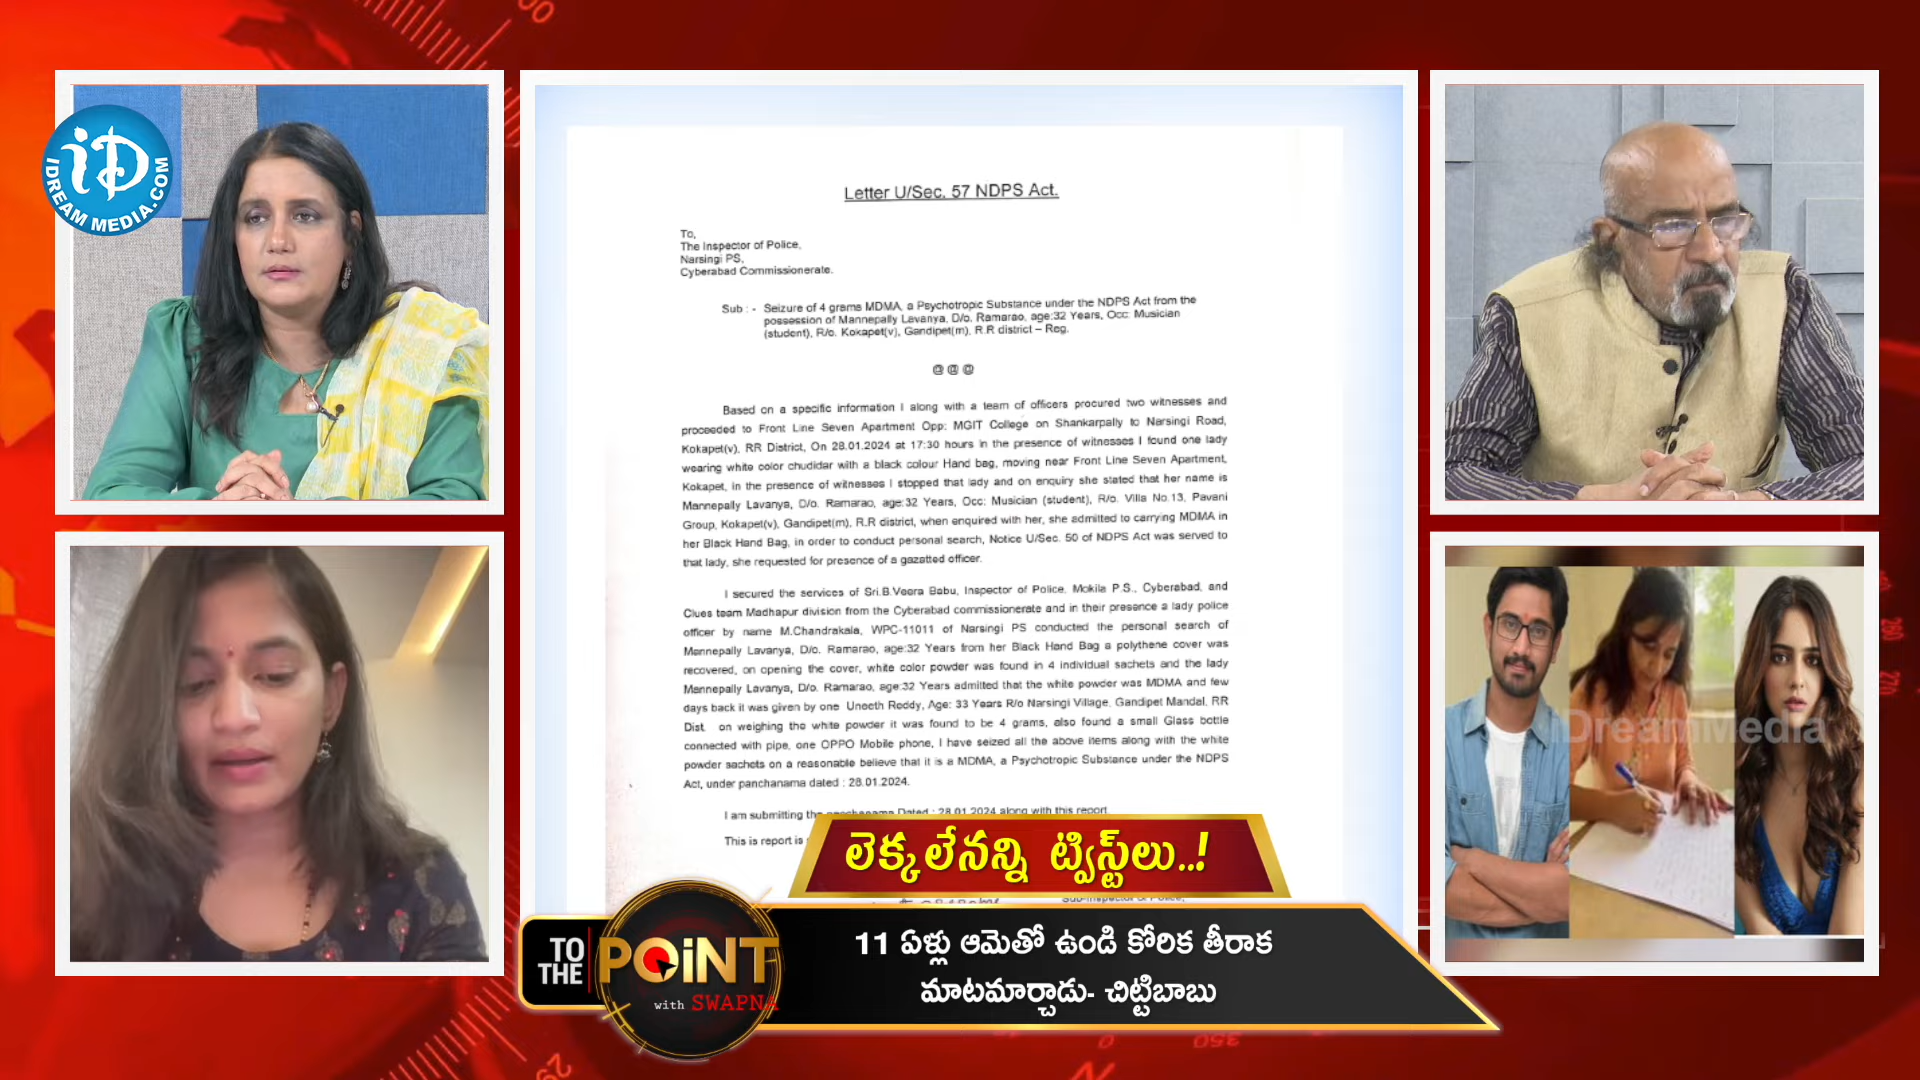 iD
IDREAM MEDIA.COM
Letter U/Sec. 57 NDPS Act.
To,
The Inspector of Police,
Narsingi PS,
Cyberabad Commissionerate.
Sub : - Seizure of 4 grams MDMA, a Psychotropic Substance under the NDPS Act from the
possession of Mannepally Lavanya, D/o. Ramarao, age:32 Years, Occ: Musician
(student), R/o. Kokapet(v), Gandipet(m), R.R district – Reg.
@ @ @
Based on a specific information I along with a team of officers procured two witnesses and
proceeded to Front Line Seven Apartment Opp: MGIT College on Shankarpally to Narsingi Road,
Kokapet(v), RR District, On 28.01.2024 at 17:30 hours in the presence of witnesses I found one lady
wearing white color chudidar with a black colour Hand bag, moving near Front Line Seven Apartment,
Kokapet, in the presence of witnesses I stopped that lady and on enquiry she stated that her name is
Mannepally Lavanya, D/o. Ramarao, age:32 Years, Occ: Musician (student), R/o. Villa No.13, Pavani
Group, Kokapet(v), Gandipet(m), R.R district, when enquired with her, she admitted to carrying MDMA in
her Black Hand Bag, in order to conduct personal search, Notice U/Sec. 50 of NDPS Act was served to
that lady, she requested for presence of a gazatted officer.
I secured the services of Sri.B.Veera Babu, Inspector of Police, Mokila P.S., Cyberabad, and
Clues team Madhapur division from the Cyberabad commissionerate and in their presence a lady police
officer by name M.Chandrakala, WPC-11011 of Narsingi PS conducted the personal search of
Mannepally Lavanya, D/o. Ramarao, age:32 Years from her Black Hand Bag a polythene cover was
recovered, on opening the cover, white color powder was found in 4 individual sachets and the lady
Mannepally Lavanya, D/o. Ramarao, age:32 Years admitted that the white powder was MDMA and few
days back it was given by one Uneeth Reddy, Age: 33 Years R/o Narsingi Village, Gandipet Mandal, RR
Dist. on weighing the white powder it was found to be 4 grams, also found a small Glass bottle
connected with pipe, one OPPO Mobile phone, I have seized all the above items along with the white
powder sachets on a reasonable believe that it is a MDMA, a Psychotropic Substance under the NDPS
Act, under panchanama dated : 28.01.2024.
I am submitting the panchanama Dated : 28.01.2024 along with this report.
This is report is
iDreamMedia
లెక్కలేనన్ని ట్విస్ట్‌లు..!
TO THE POiNT
with SWAPNA
11 ఏళ్లు ఆమెతో ఉండి కోరిక తీరాక
మాటమార్చాడు- చిట్టిబాబు